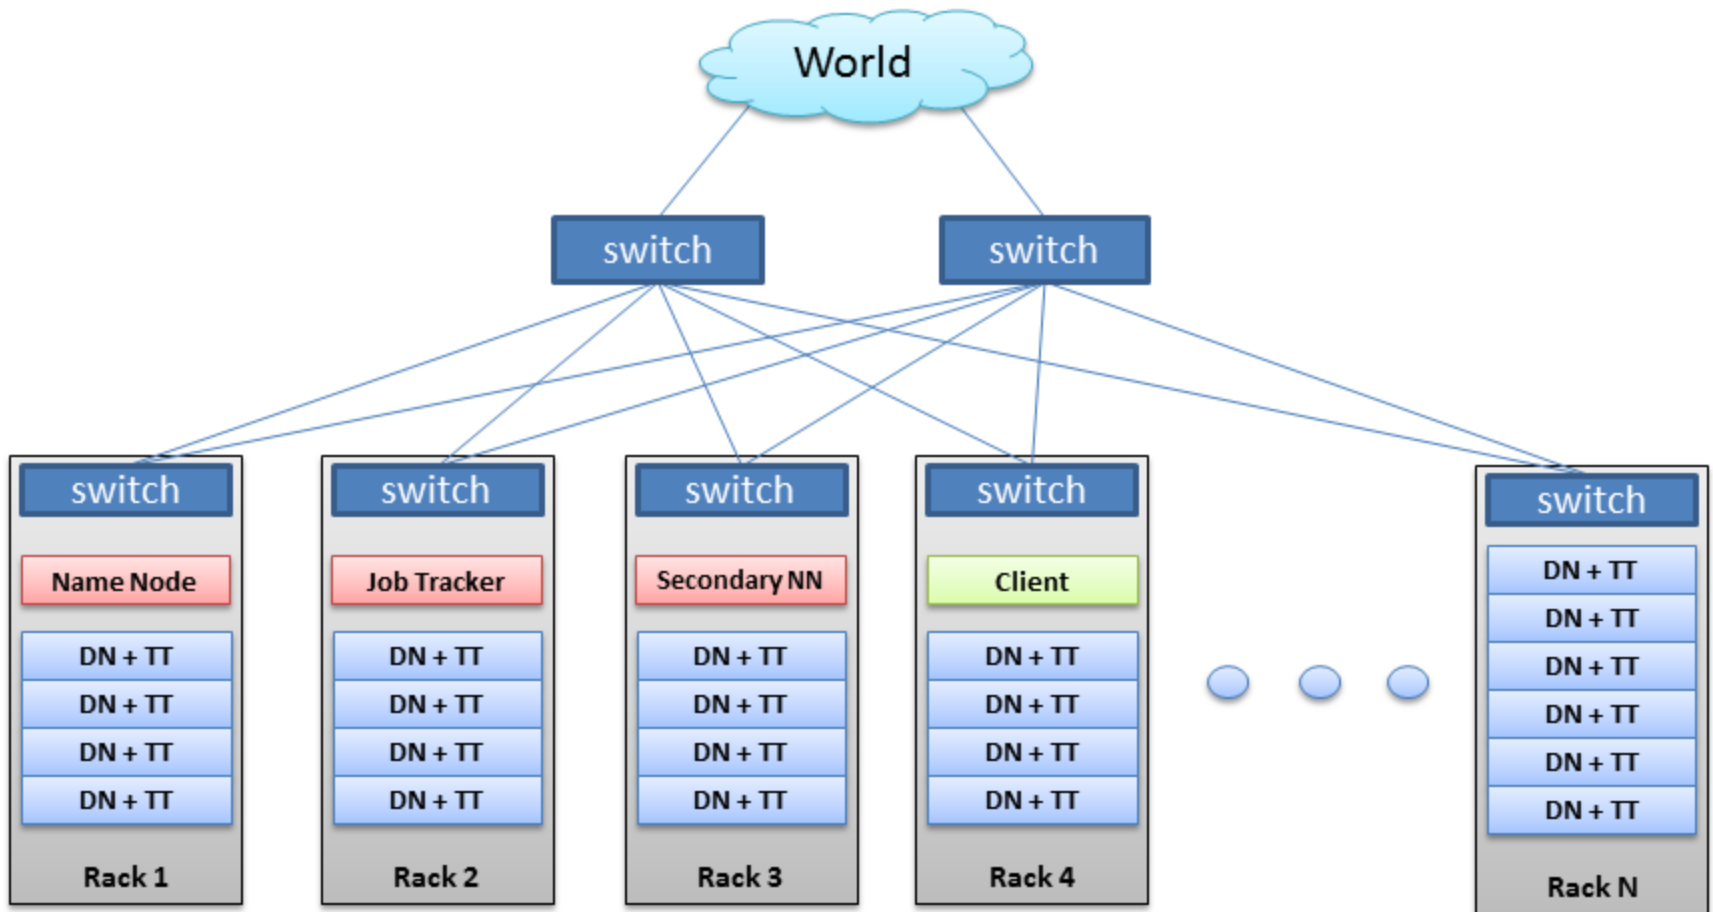 World
switch
switch
switch
Name Node
DN + TT
DN + TT
DN + TT
DN + TT
Rack 1
switch
Job Tracker
DN + TT
DN + TT
DN + TT
DN + TT
Rack 2
switch
Secondary NN
DN + TT
DN + TT
DN + TT
DN + TT
Rack 3
switch
Client
DN + TT
DN + TT
DN + TT
DN + TT
Rack 4
switch
DN + TT
DN + TT
DN + TT
DN + TT
DN + TT
DN + TT
Rack N